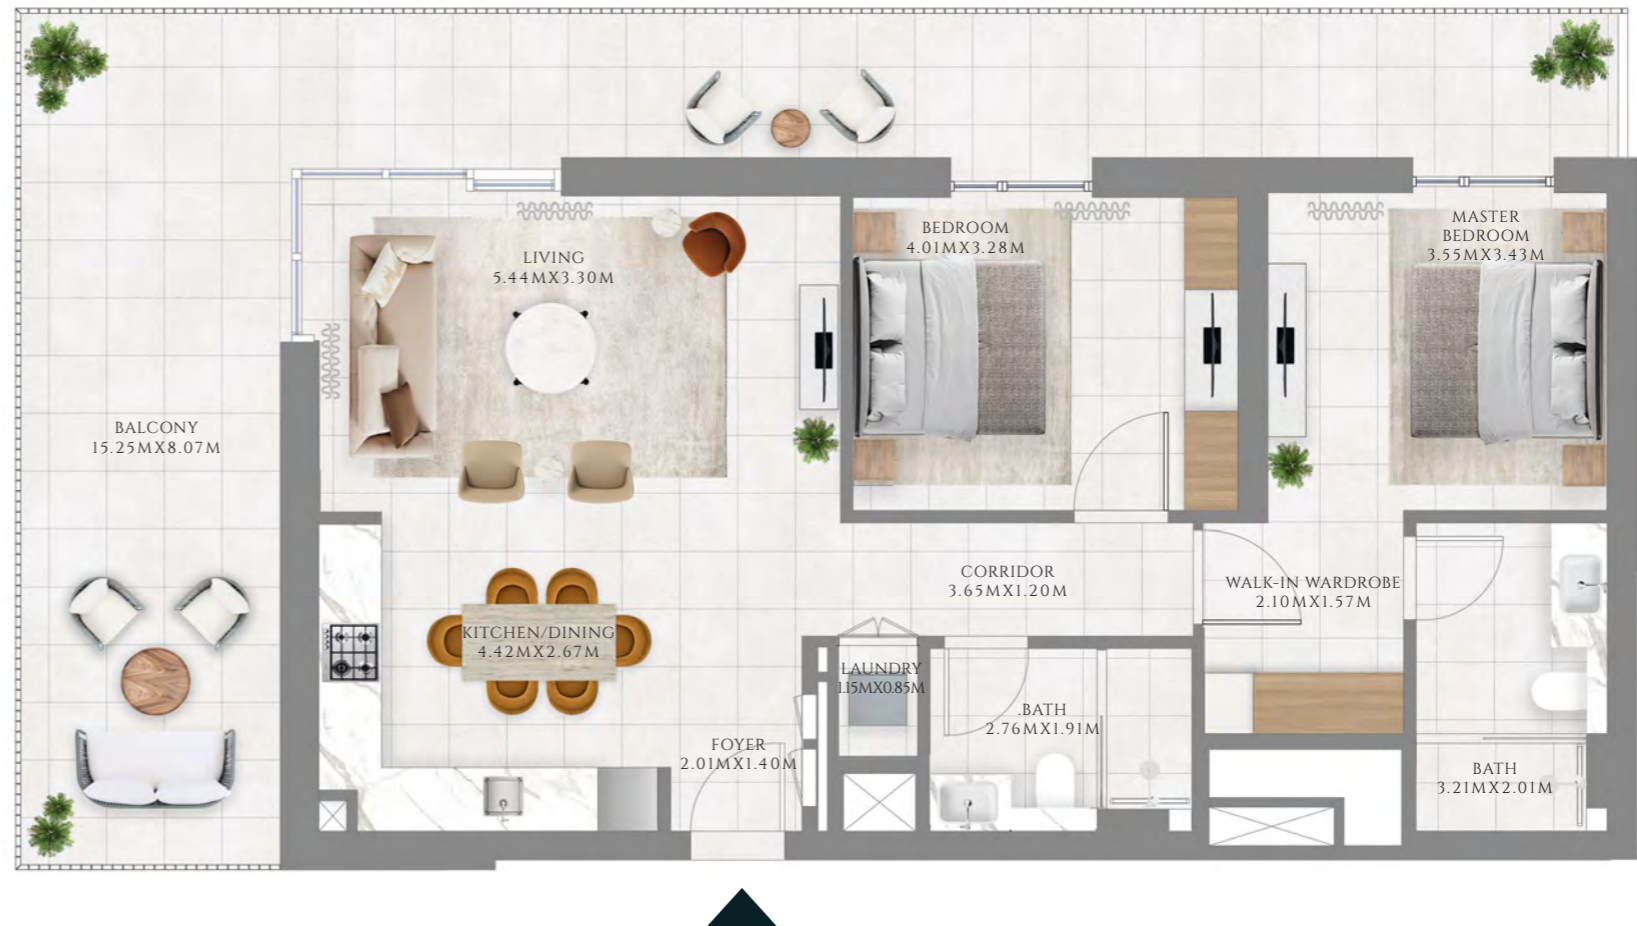 BEDROOM
4.01MX3.28M
MASTER
BEDROOM
3.55MX3.43M
LIVING
5.44MX3.30M
BALCONY
15.25MX8.07M
CORRIDOR
3.65MX1.20M
WALK-IN WARDROBE
2.10MX1.57M
KITCHEN/DINING
4.42MX2.67M
LAUNDRY
1.15MX0.85M
.BATH
2.76MX1.91M
FOYER
2.01MX1.40M
BATH
3.21MX2.01M